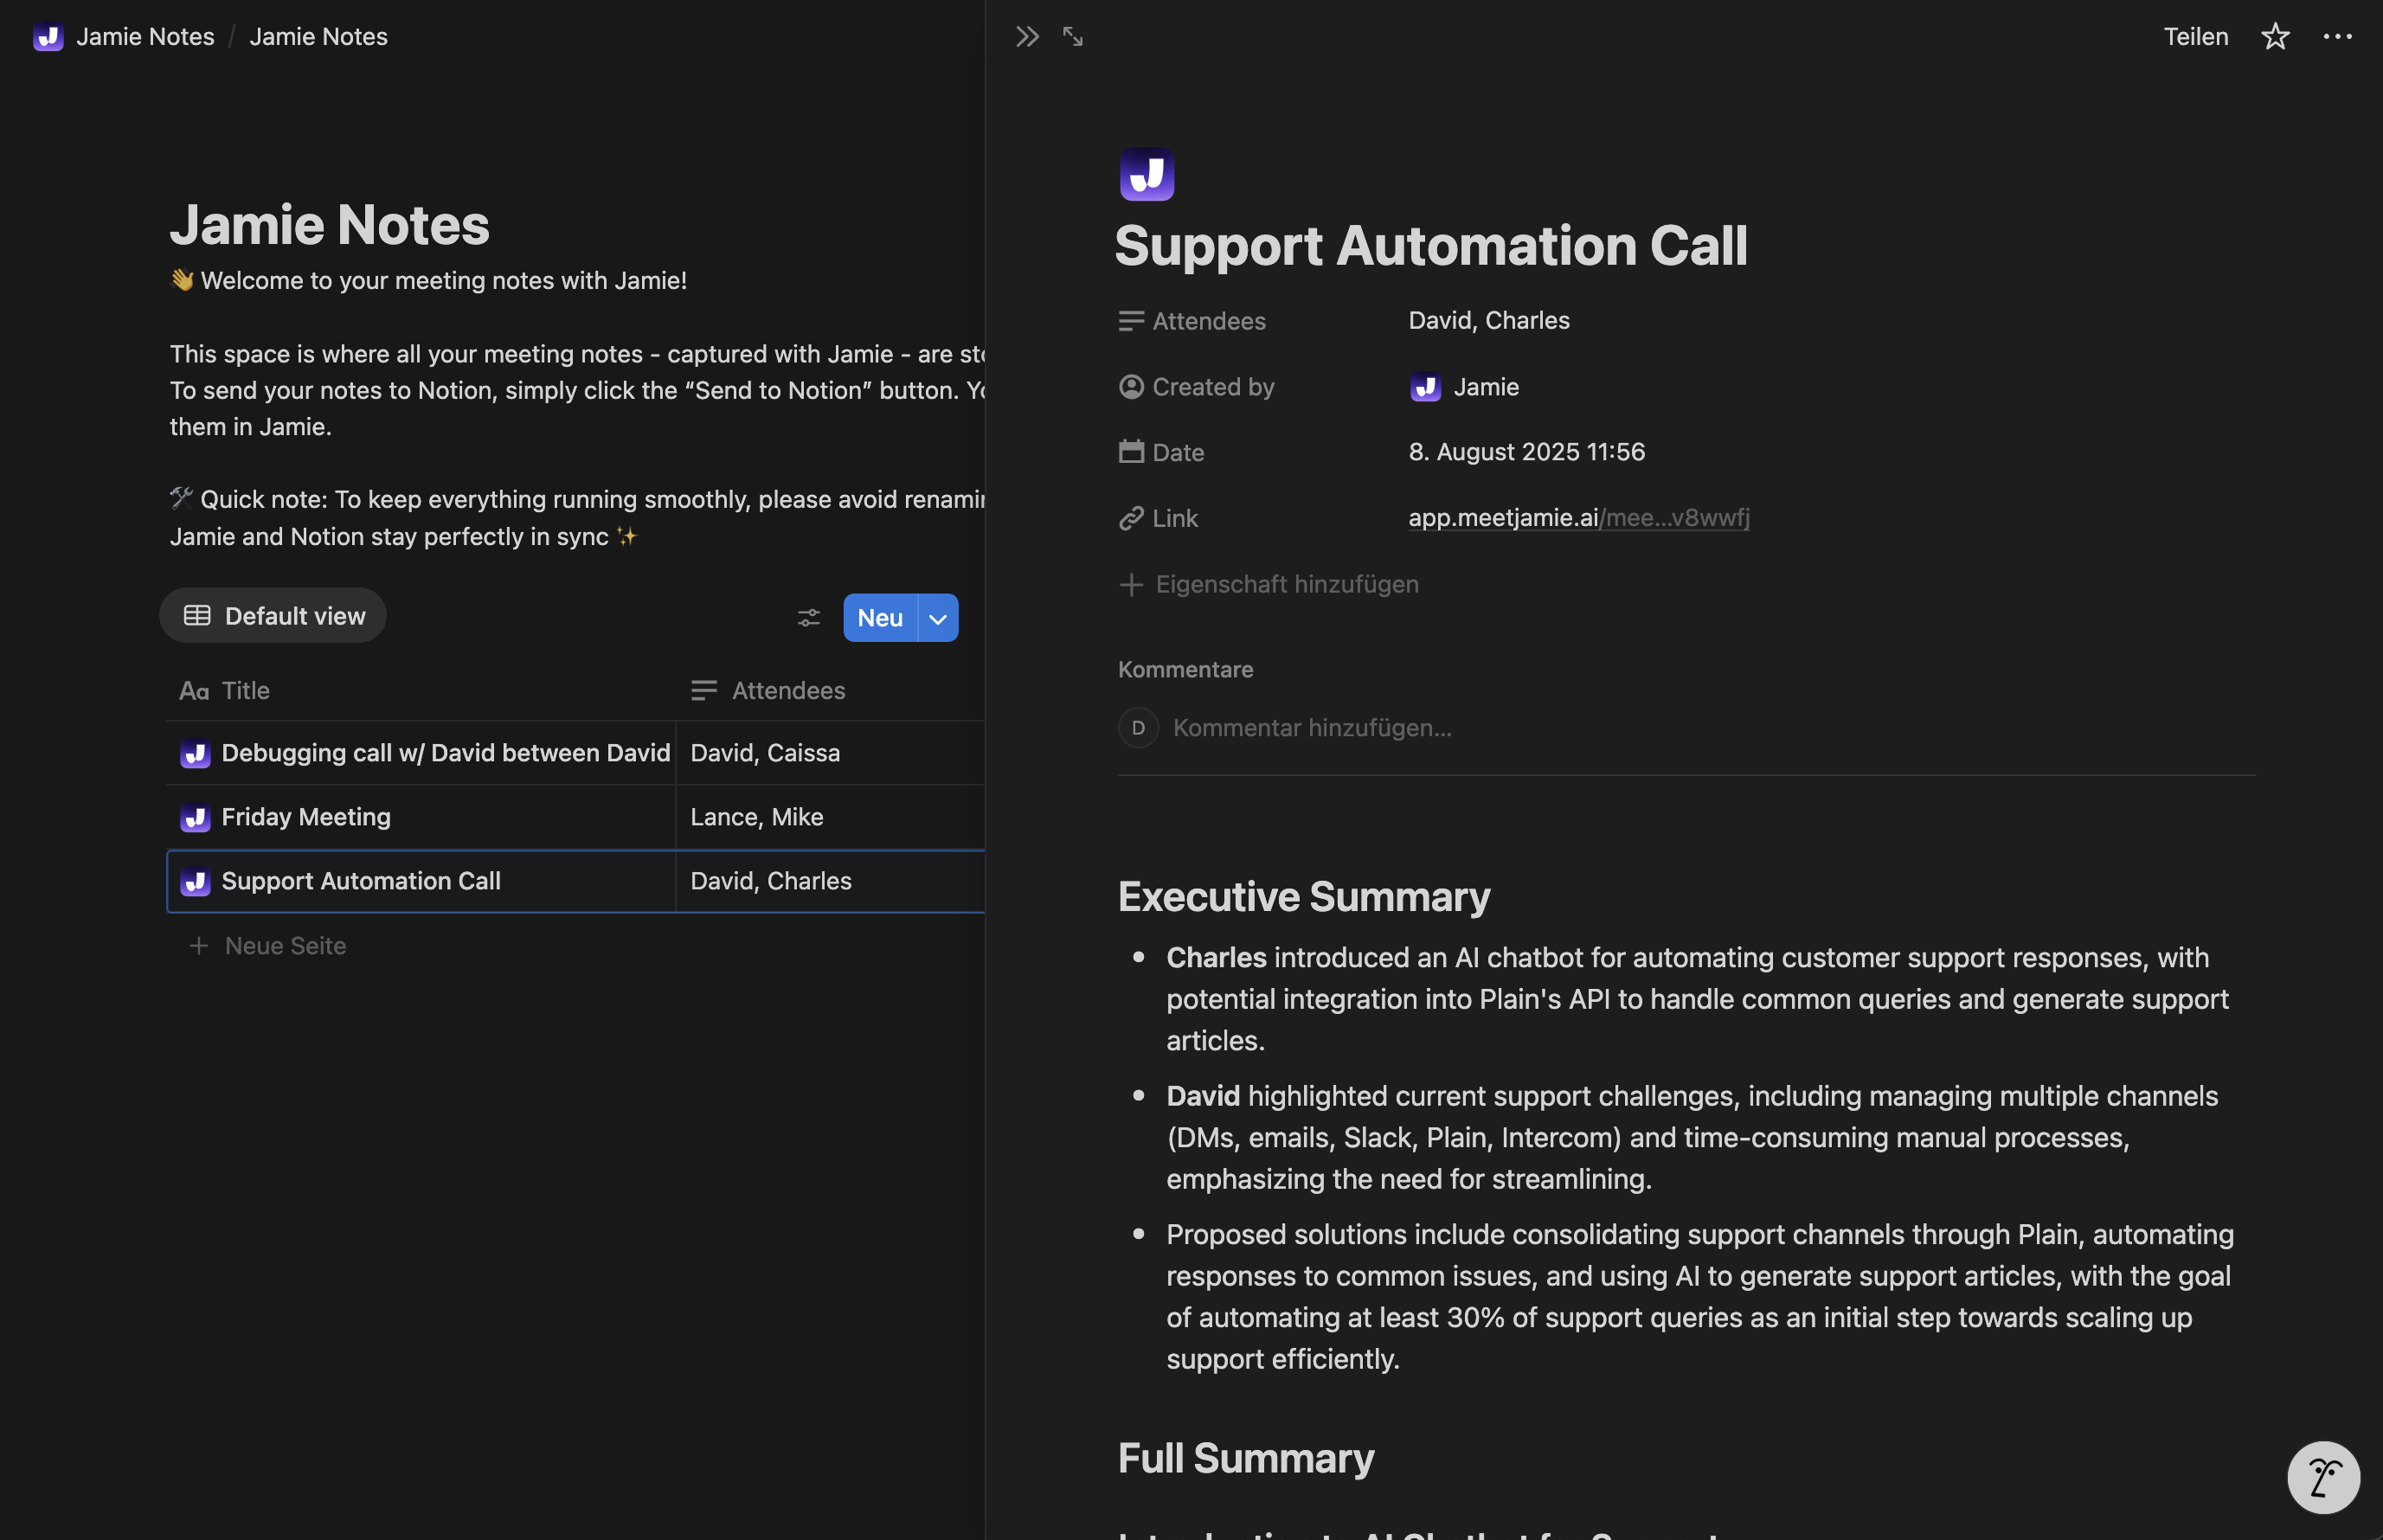 Jamie Notes / Jamie Notes
Jamie Notes
👋 Welcome to your meeting notes with Jamie!
This space is where all your meeting notes - captured with Jamie - are
To send your notes to Notion, simply click the “Send to Notion” button.
them in Jamie.
🛠️ Quick note: To keep everything running smoothly, please avoid
Jamie and Notion stay perfectly in sync ✨
Default view
Neu
Aa Title
Attendees
Debugging call w/ David between David
David, Caissa
Friday Meeting
Lance, Mike
Support Automation Call
David, Charles
+ Neue Seite
Teilen
Support Automation Call
Attendees
David, Charles
Created by
Jamie
Date
8. August 2025 11:56
Link
app.meetjamie.ai/mee...v8wwfj
+ Eigenschaft hinzufügen
Kommentare
D
Kommentar hinzufügen...
Executive Summary
• Charles introduced an AI chatbot for automating customer support responses, with
potential integration into Plain's API to handle common queries and generate support
articles.
• David highlighted current support challenges, including managing multiple channels
(DMs, emails, Slack, Plain, Intercom) and time-consuming manual processes,
emphasizing the need for streamlining.
• Proposed solutions include consolidating support channels through Plain, automating
responses to common issues, and using AI to generate support articles, with the goal
of automating at least 30% of support queries as an initial step towards scaling up
support efficiently.
Full Summary